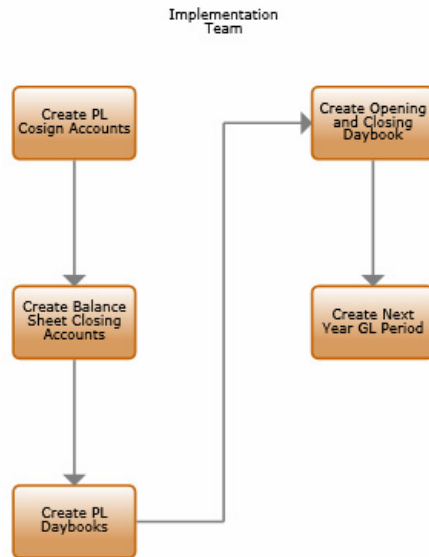 Implementation
Team
Create PL
Cosign Accounts
Create Balance
Sheet Closing
Accounts
Create PL
Daybooks
Create Opening
and Closing
Daybook
Create Next
Year GL Period